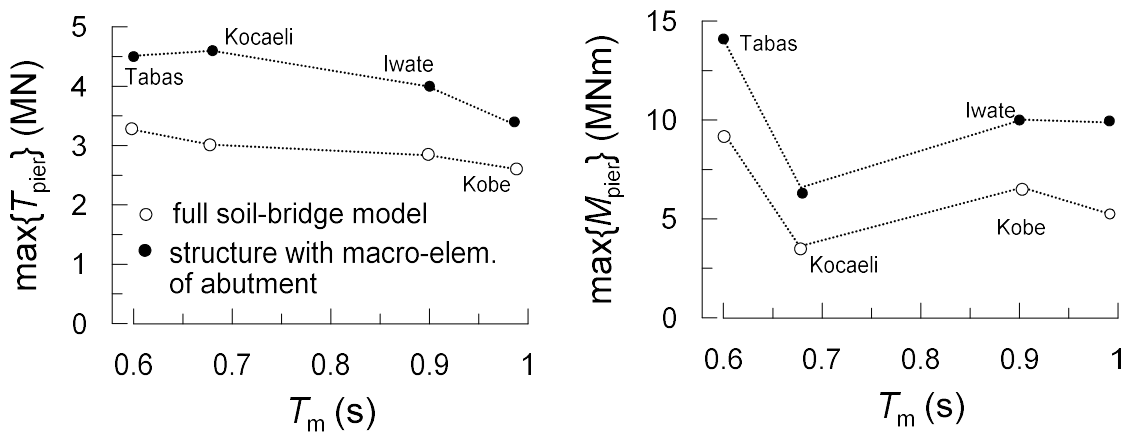 max{Tpier} (MN)
5
4
3
2
1
0
Kocaeli
Tabas
Iwate
Kobe
full soil-bridge model
structure with macro-elem.
of abutment
0.6 0.7 0.8 0.9 1
Tm (s)
max{Mpier} (MNm)
15
10
5
0
Tabas
Iwate
Kobe
Kocaeli
0.6 0.7 0.8 0.9 1
Tm (s)